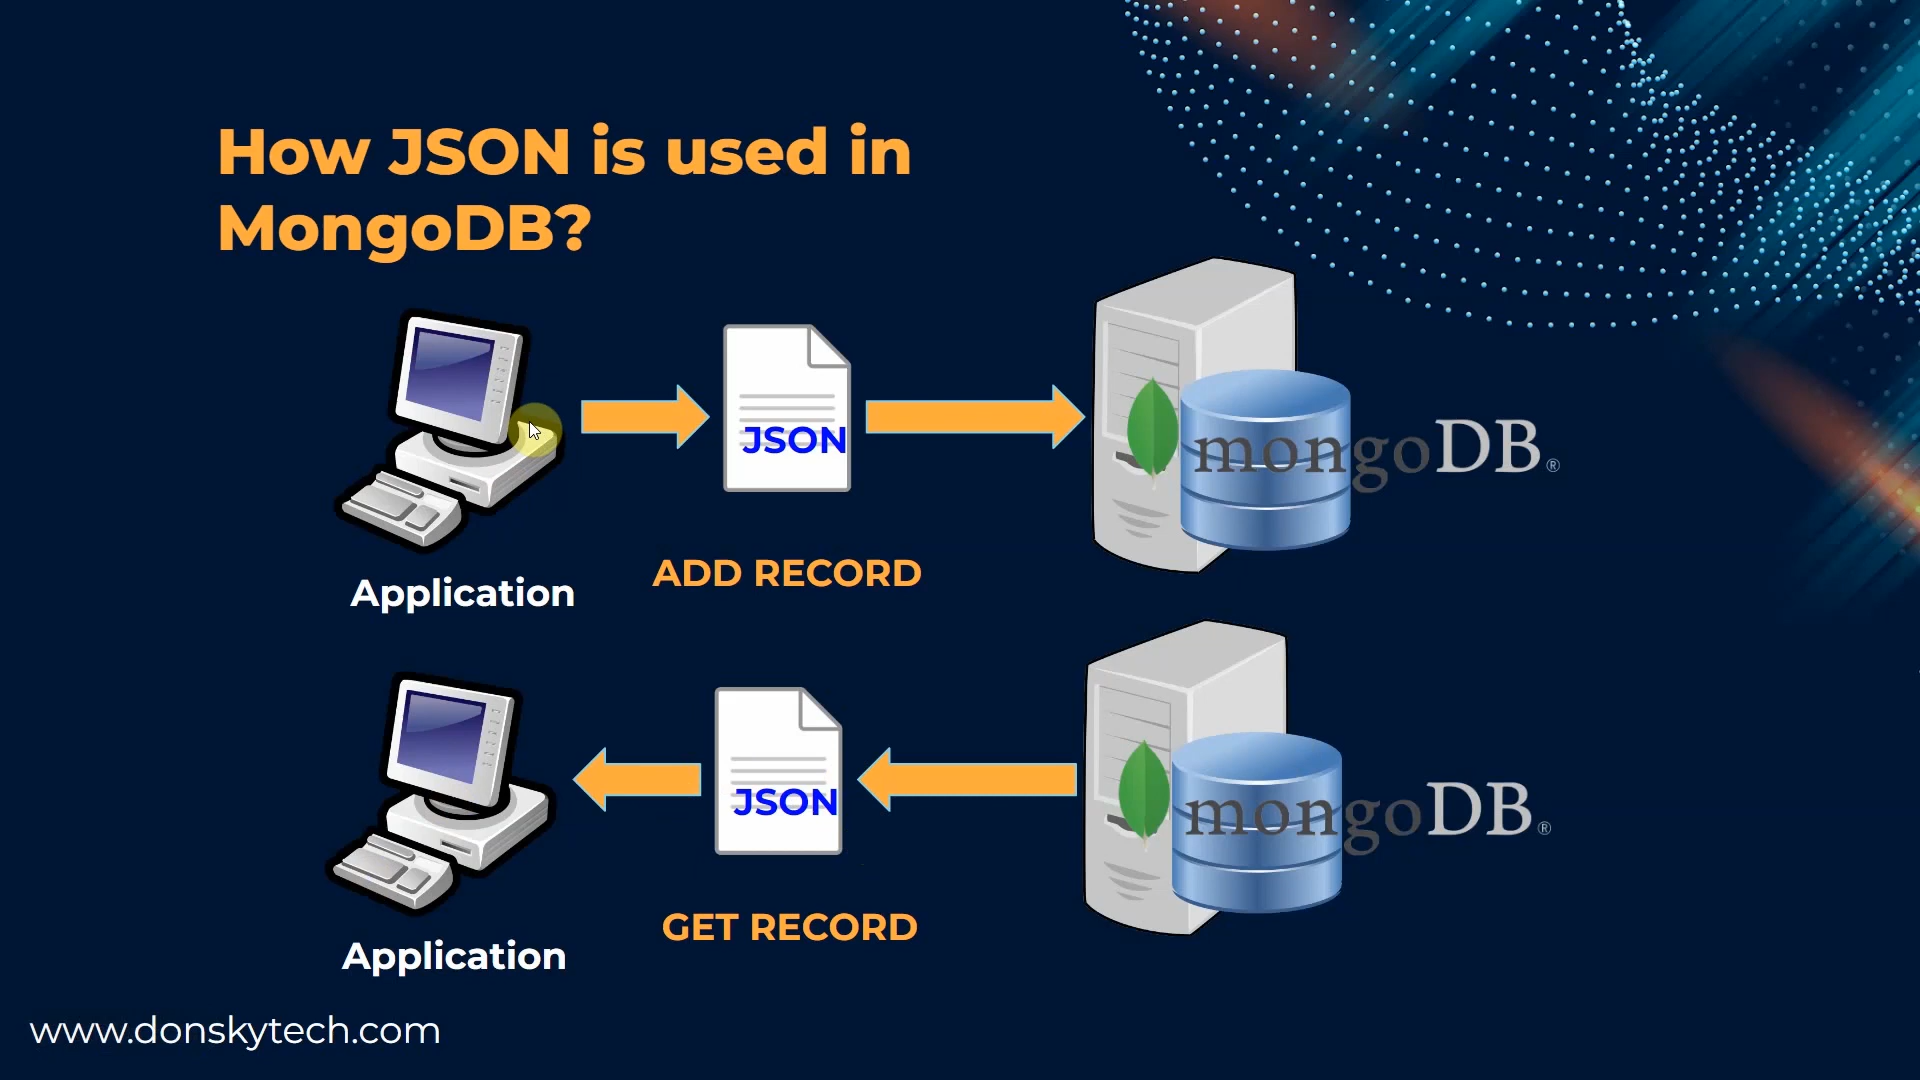 How JSON is used in
MongoDB?
JSON
mongoDB®
ADD RECORD
Application
JSON
mongoDB®
GET RECORD
Application
www.donskytech.com